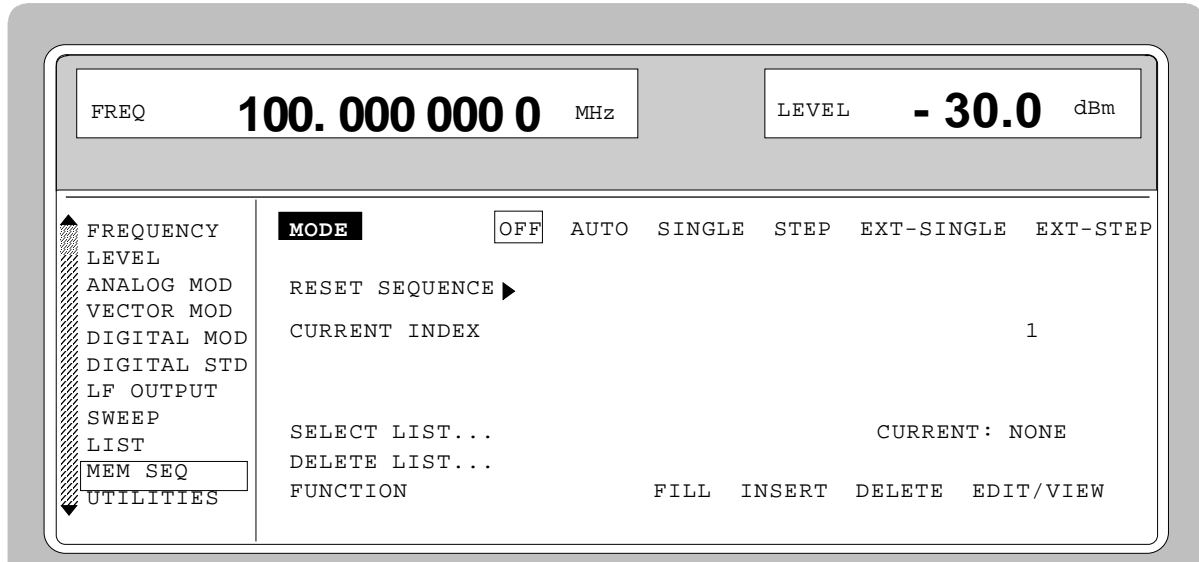 FREQ 100. 000 000 0 MHz LEVEL - 30.0 dBm
FREQUENCY
LEVEL
ANALOG MOD
VECTOR MOD
DIGITAL MOD
DIGITAL STD
LF OUTPUT
SWEEP
LIST
MEM SEQ
UTILITIES
MODE OFF AUTO SINGLE STEP EXT-SINGLE EXT-STEP
RESET SEQUENCE
CURRENT INDEX 1
SELECT LIST... CURRENT: NONE
DELETE LIST...
FUNCTION FILL INSERT DELETE EDIT/VIEW